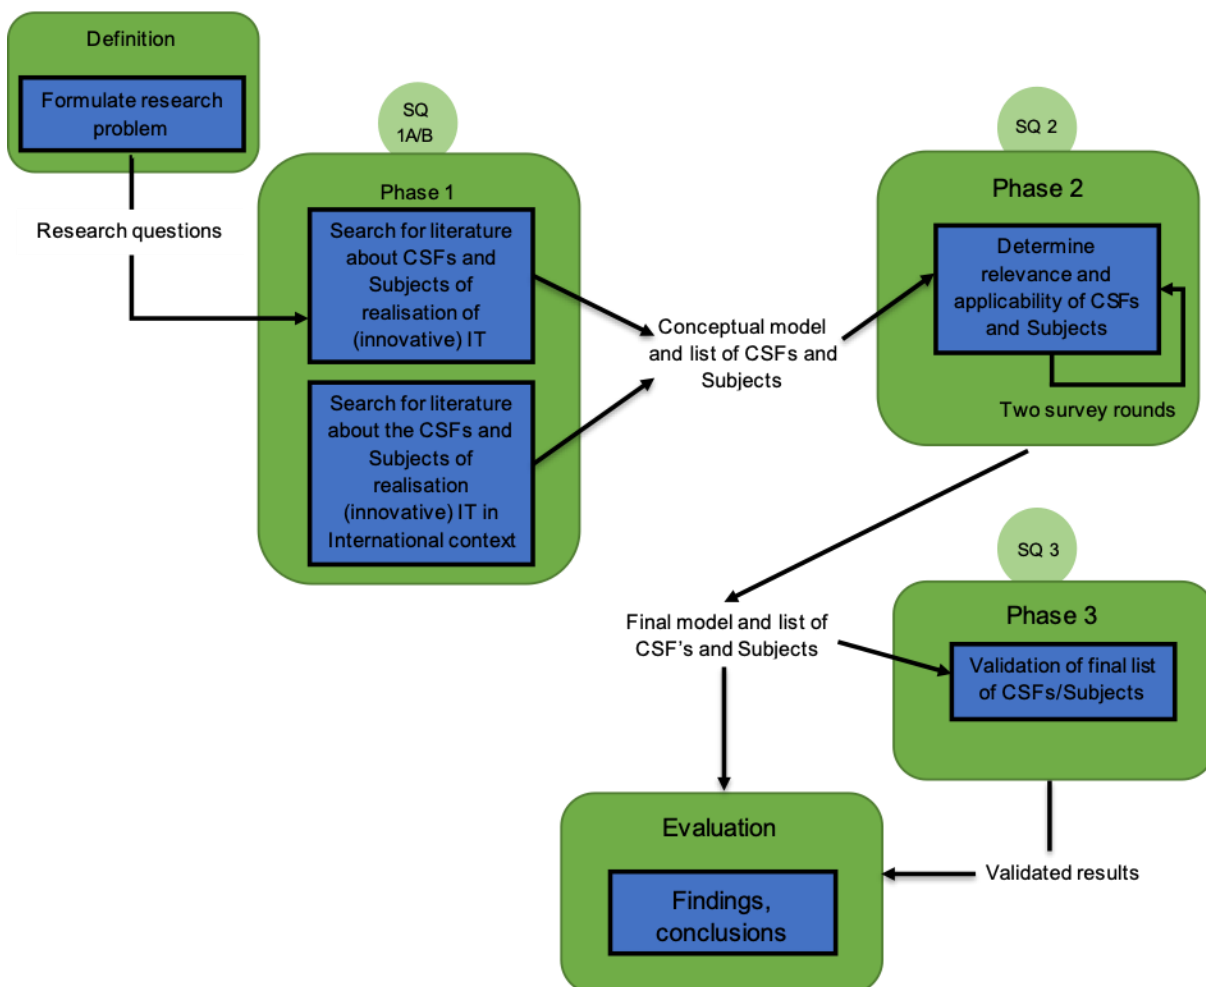 Definition
Formulate research
problem
Research questions
SQ
1A/B
Phase 1
Search for literature
about CSFs and
Subjects of
realisation of
(innovative) IT
Search for literature
about the CSFs and
Subjects of
realisation
(innovative) IT in
International context
Conceptual model
and list of CSFs and
Subjects
SQ 2
Phase 2
Determine
relevance and
applicability of CSFs
and Subjects
Two survey rounds
Final model and list of
CSF's and Subjects
SQ 3
Phase 3
Validation of final list
of CSFs/Subjects
Validated results
Evaluation
Findings,
conclusions